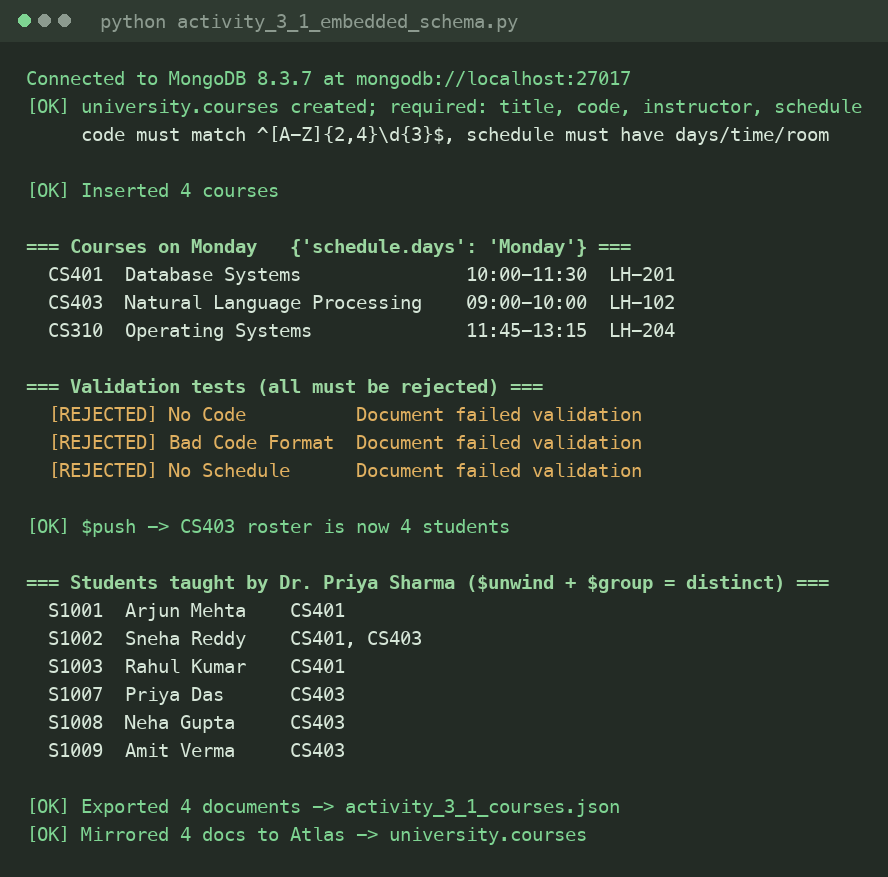 python activity_3_1_embedded_schema.py
Connected to MongoDB 8.3.7 at mongodb://localhost:27017
[OK] university.courses created; required: title, code, instructor, schedule
     code must match ^[A-Z]{2,4}\d{3}$, schedule must have days/time/room
[OK] Inserted 4 courses
=== Courses on Monday   {'schedule.days': 'Monday'} ===
  CS401  Database Systems               10:00-11:30  LH-201
  CS403  Natural Language Processing    09:00-10:00  LH-102
  CS310  Operating Systems              11:45-13:15  LH-204
=== Validation tests (all must be rejected) ===
  [REJECTED] No Code          Document failed validation
  [REJECTED] Bad Code Format  Document failed validation
  [REJECTED] No Schedule      Document failed validation
[OK] $push -> CS403 roster is now 4 students
=== Students taught by Dr. Priya Sharma ($unwind + $group = distinct) ===
  S1001  Arjun Mehta    CS401
  S1002  Sneha Reddy    CS401, CS403
  S1003  Rahul Kumar    CS401
  S1007  Priya Das      CS403
  S1008  Neha Gupta     CS403
  S1009  Amit Verma     CS403
[OK] Exported 4 documents -> activity_3_1_courses.json
[OK] Mirrored 4 docs to Atlas -> university.courses